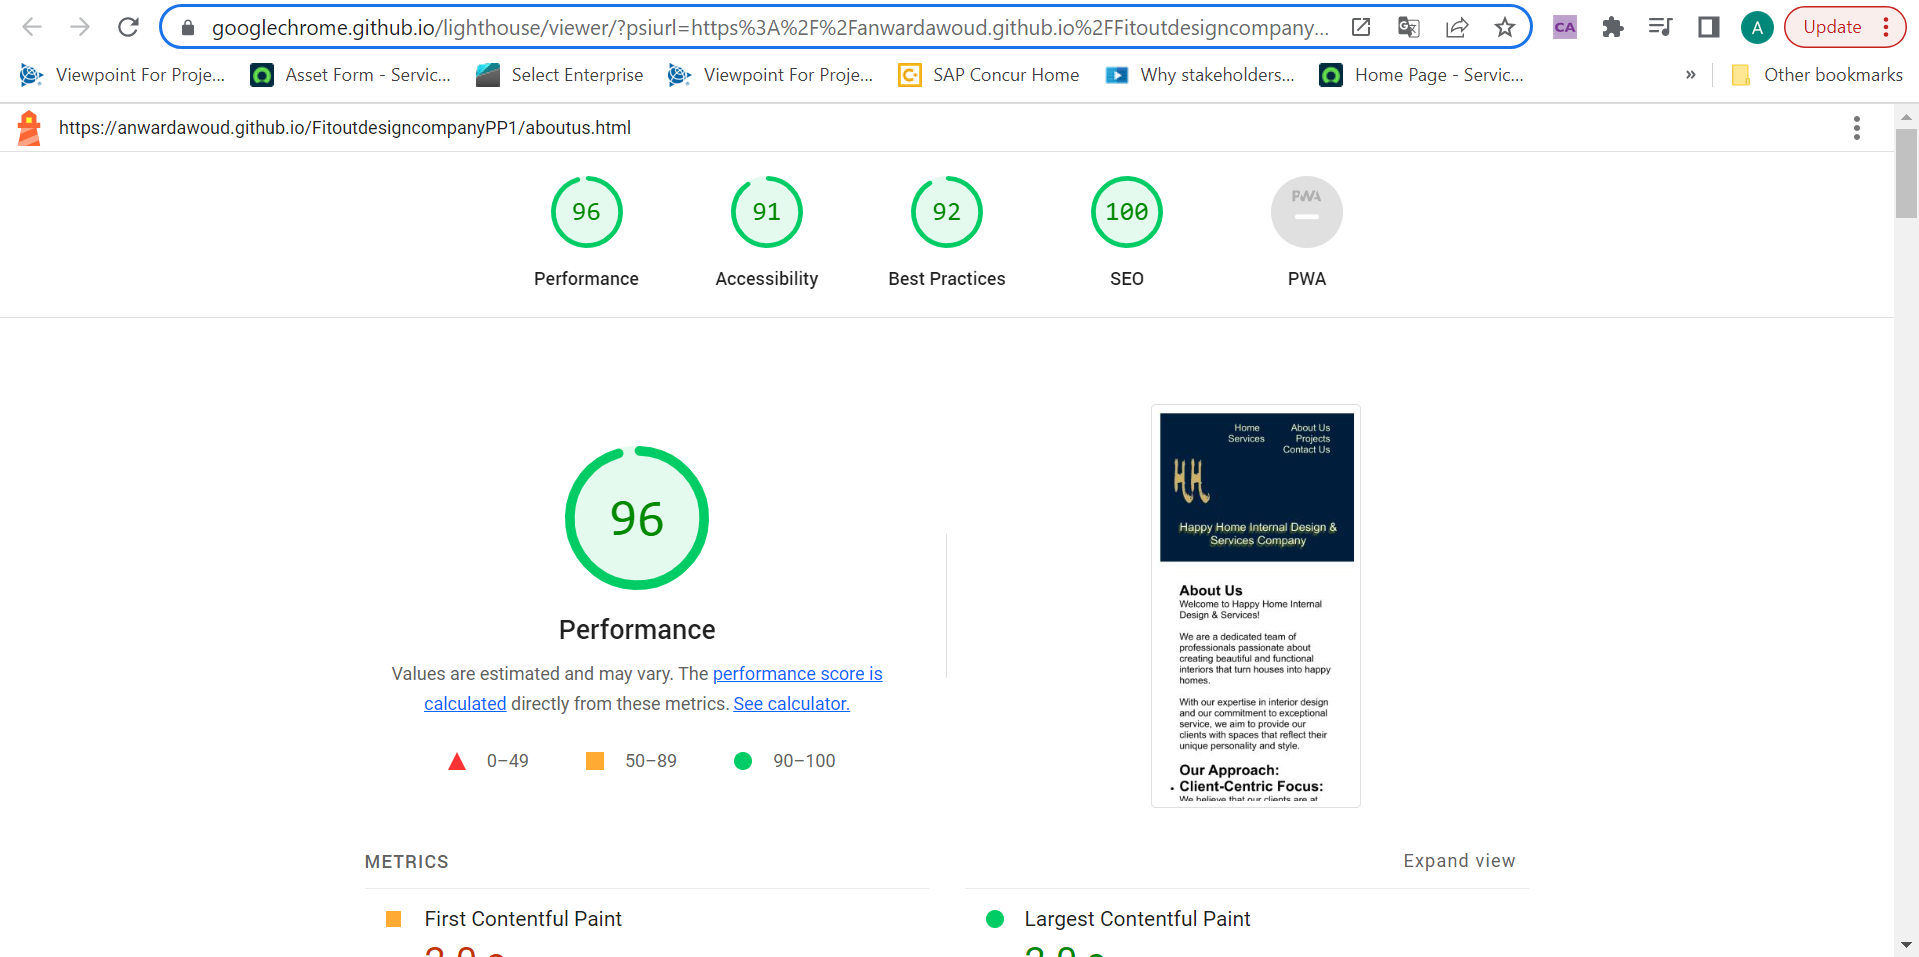 googlechrome.github.io/lighthouse/viewer/?psiurl=https%3A%2F%2Fanwardawoud.github.io%2FFitoutdesigncompany...
CA
A
Update
Viewpoint For Proje...
Asset Form - Servic...
Select Enterprise
Viewpoint For Proje...
SAP Concur Home
Why stakeholders...
Home Page - Servic...
»
Other bookmarks
https://anwardawoud.github.io/FitoutdesigncompanyPP1/aboutus.html
96
91
92
100
PWA
Performance
Accessibility
Best Practices
SEO
PWA
96
Performance
Values are estimated and may vary. The performance score is
calculated directly from these metrics. See calculator.
0–49
50–89
90–100
Home
About Us
Services
Projects
Contact Us
HH
Happy Home Internal Design &
Services Company
About Us
Welcome to Happy Home Internal
Design & Services!
We are a dedicated team of
professionals passionate about
creating beautiful and functional
interiors that turn houses into happy
homes.
With our expertise in interior design
and our commitment to exceptional
service, we aim to provide our
clients with spaces that reflect their
unique personality and style.
Our Approach:
• Client-Centric Focus:
We believe that our clients are at
METRICS
Expand view
First Contentful Paint
Largest Contentful Paint